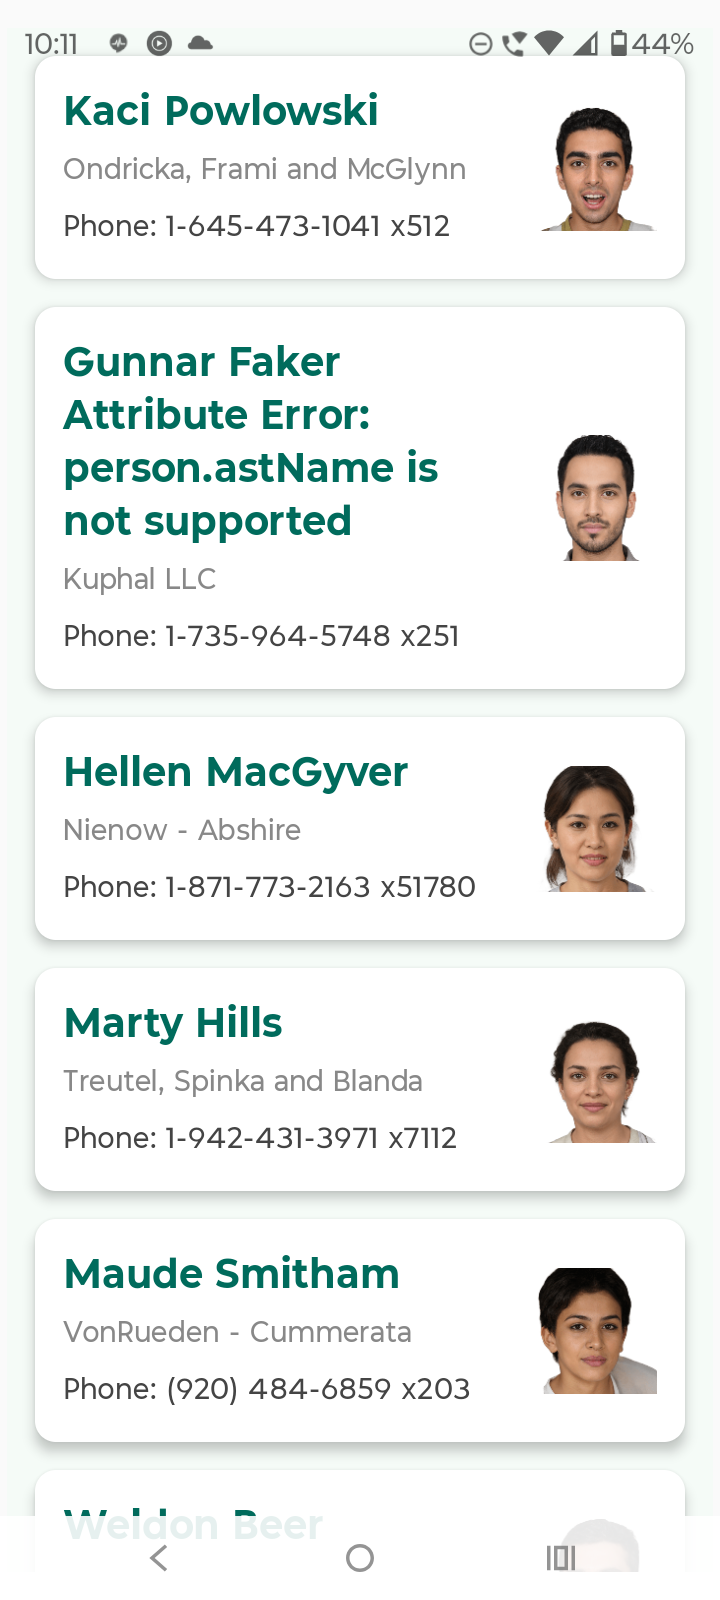 10:11 44%
Kaci Powlowski
Ondricka, Frami and McGlynn
Phone: 1-645-473-1041 x512
Gunnar Faker
Attribute Error:
person.astName is
not supported
Kuphal LLC
Phone: 1-735-964-5748 x251
Hellen MacGyver
Nienow - Abshire
Phone: 1-871-773-2163 x51780
Marty Hills
Treutel, Spinka and Blanda
Phone: 1-942-431-3971 x7112
Maude Smitham
VonRueden - Cummerata
Phone: (920) 484-6859 x203
Weldon Beer